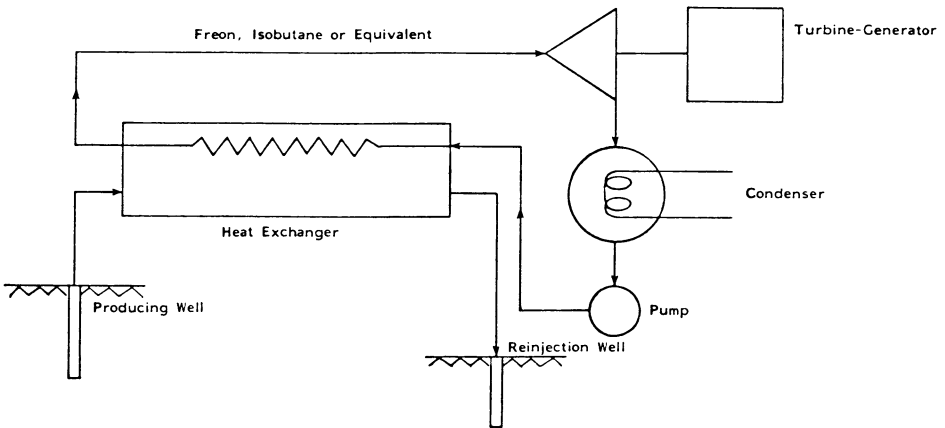 Freon, Isobutane or Equivalent
Turbine-Generator
Condenser
Heat Exchanger
Producing Well
Pump
Reinjection Well